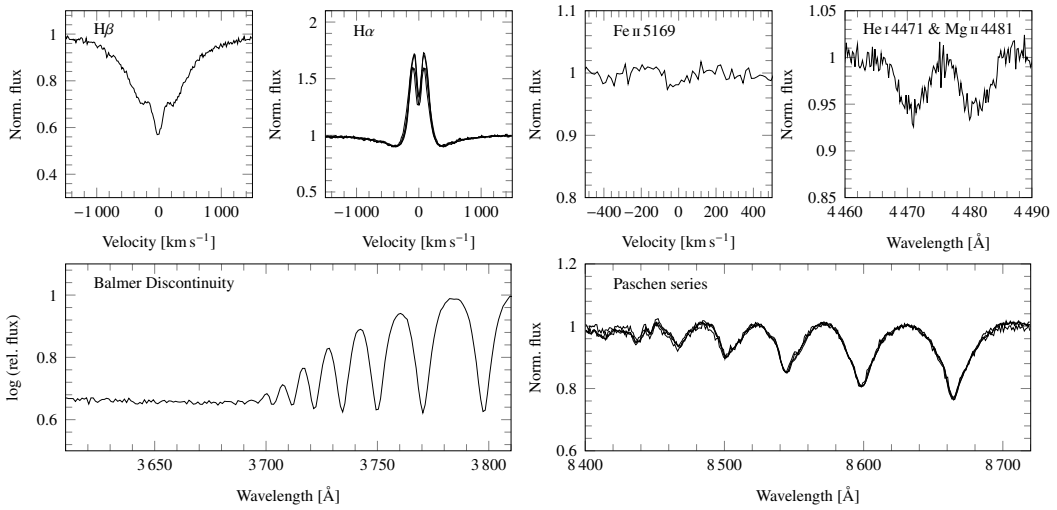 Hβ
1
0.8
0.6
0.4
−1 000 0 1 000
Norm. flux
Velocity [km s⁻¹]
Hα
2
1.5
1
0.5
−1 000 0 1 000
Norm. flux
Velocity [km s⁻¹]
Fe II 5169
1.1
1
0.9
0.8
−400 −200 0 200 400
Norm. flux
Velocity [km s⁻¹]
He I 4471 & Mg II 4481
1.05
1
0.95
0.9
0.85
4 460 4 470 4 480 4 490
Norm. flux
Wavelength [Å]
Balmer Discontinuity
1
0.8
0.6
3 650 3 700 3 750 3 800
log (rel. flux)
Wavelength [Å]
Paschen series
1.2
1
0.8
0.6
8 400 8 500 8 600 8 700
Norm. flux
Wavelength [Å]